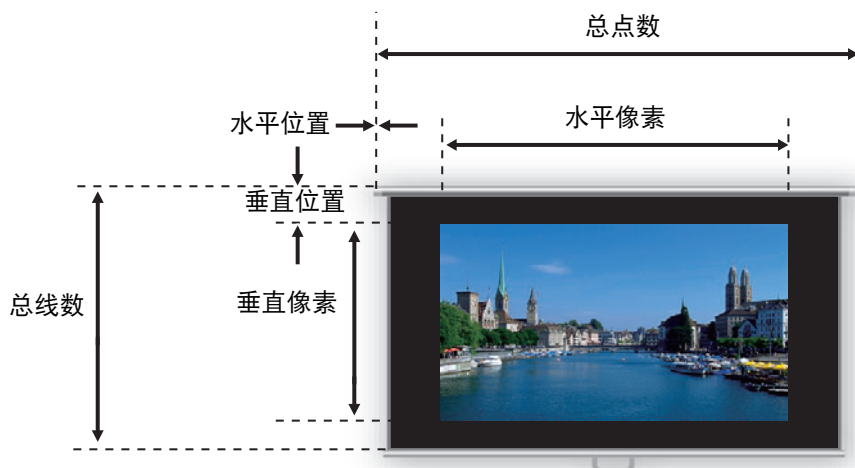 总点数
水平位置
水平像素
垂直位置
垂直像素
总线数